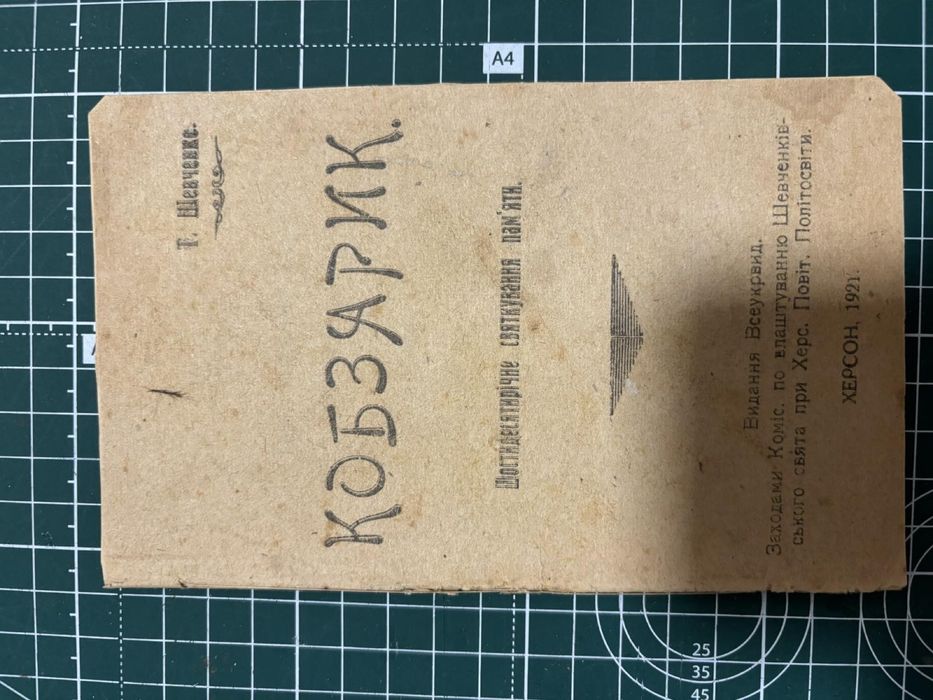 Т. Шевченко.
КОБЗАРИК.
Шостидесятирічне святкування пам'яти.
Видання Всеукрвид.
Заходами Коміс. по влаштуванню Шевченків-
ського свята при Херс. Повіт. Політосвіти.
ХЕРСОН, 1921.
A4
25
35
45